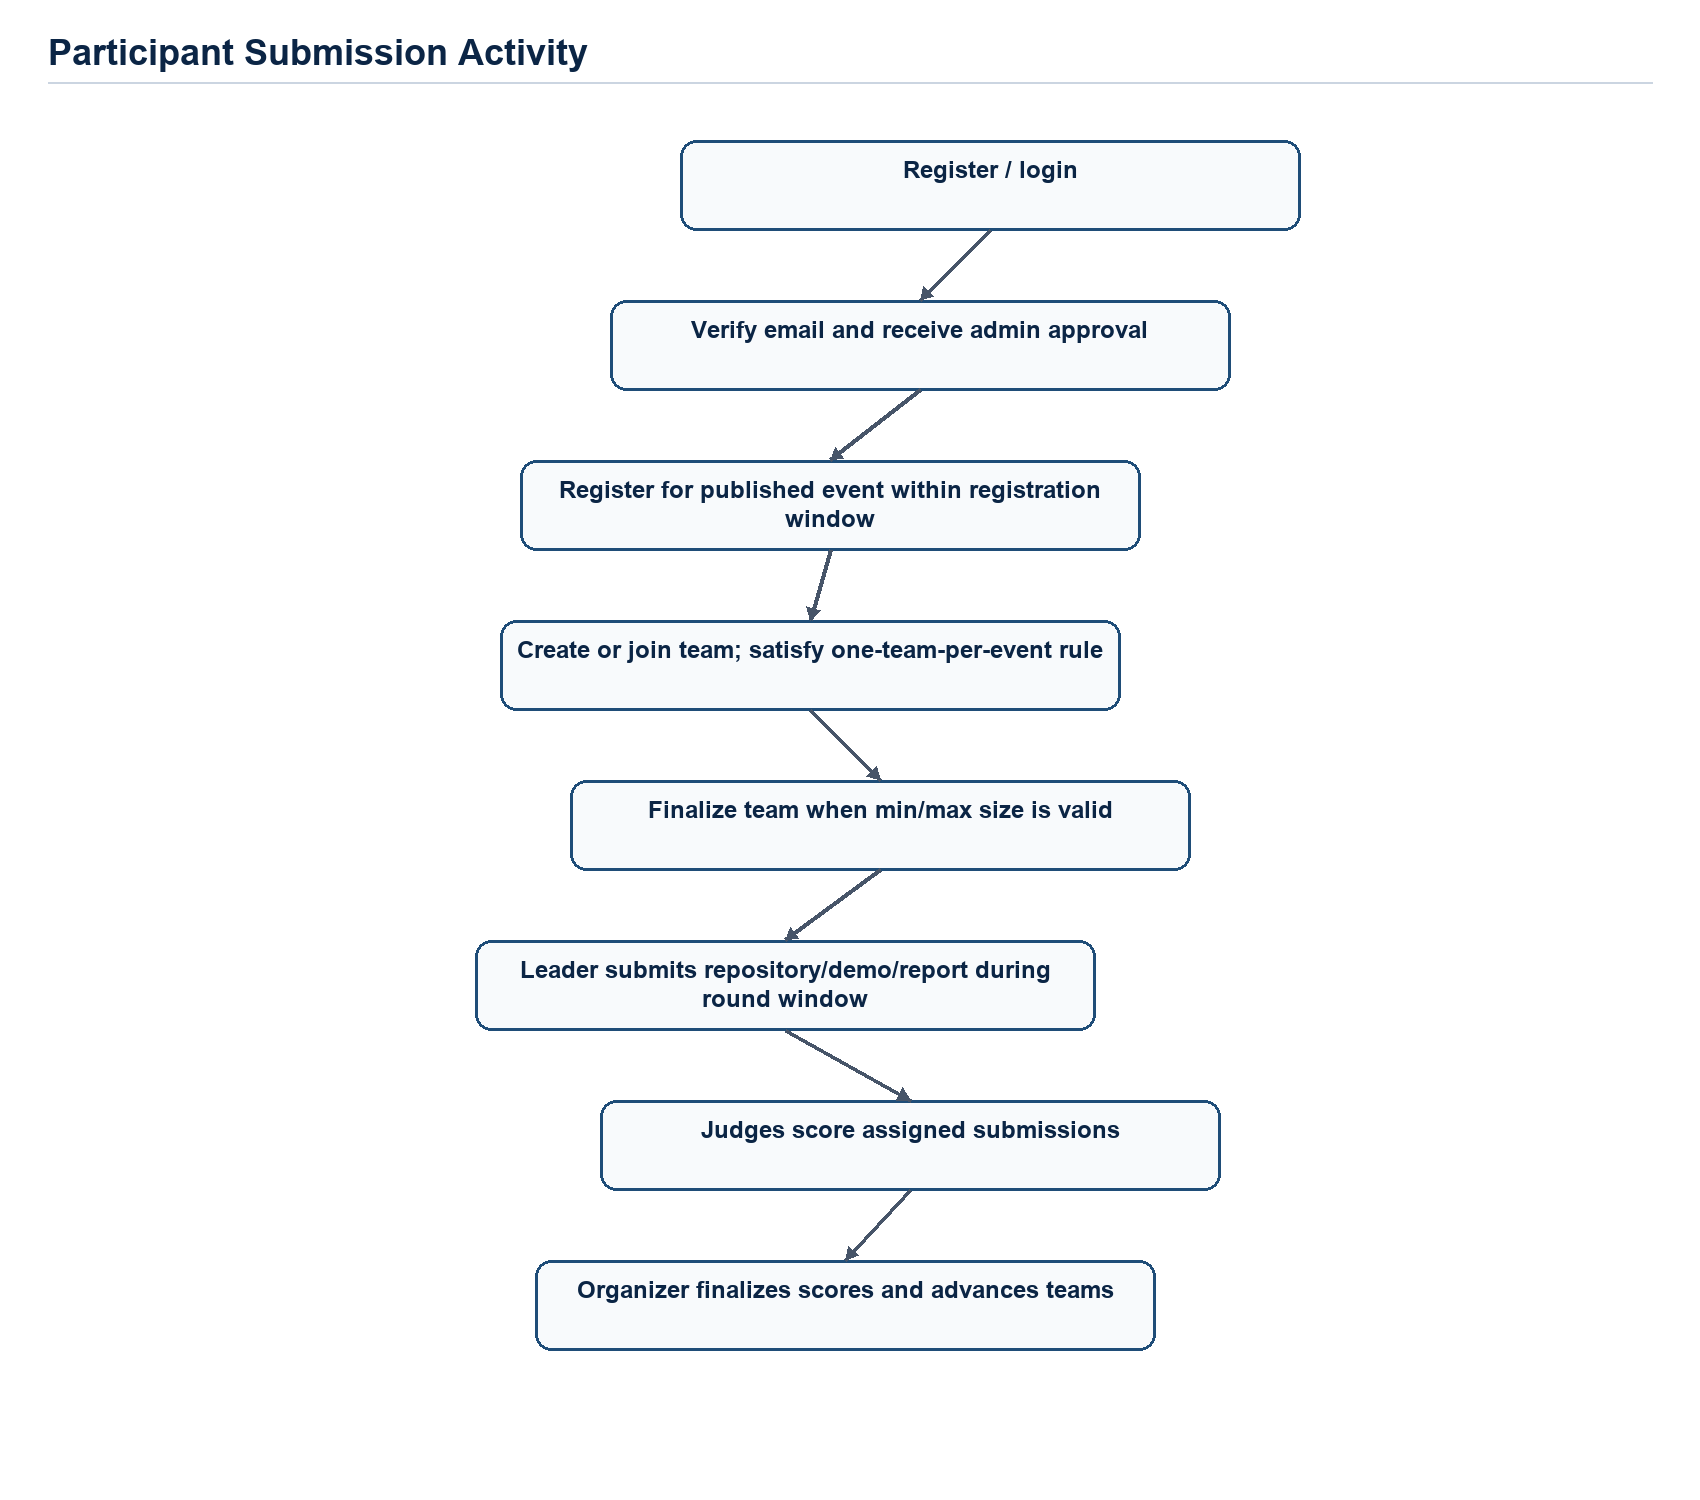 Participant Submission Activity
Register / login
Verify email and receive admin approval
Register for published event within registration
window
Create or join team; satisfy one-team-per-event rule
Finalize team when min/max size is valid
Leader submits repository/demo/report during
round window
Judges score assigned submissions
Organizer finalizes scores and advances teams